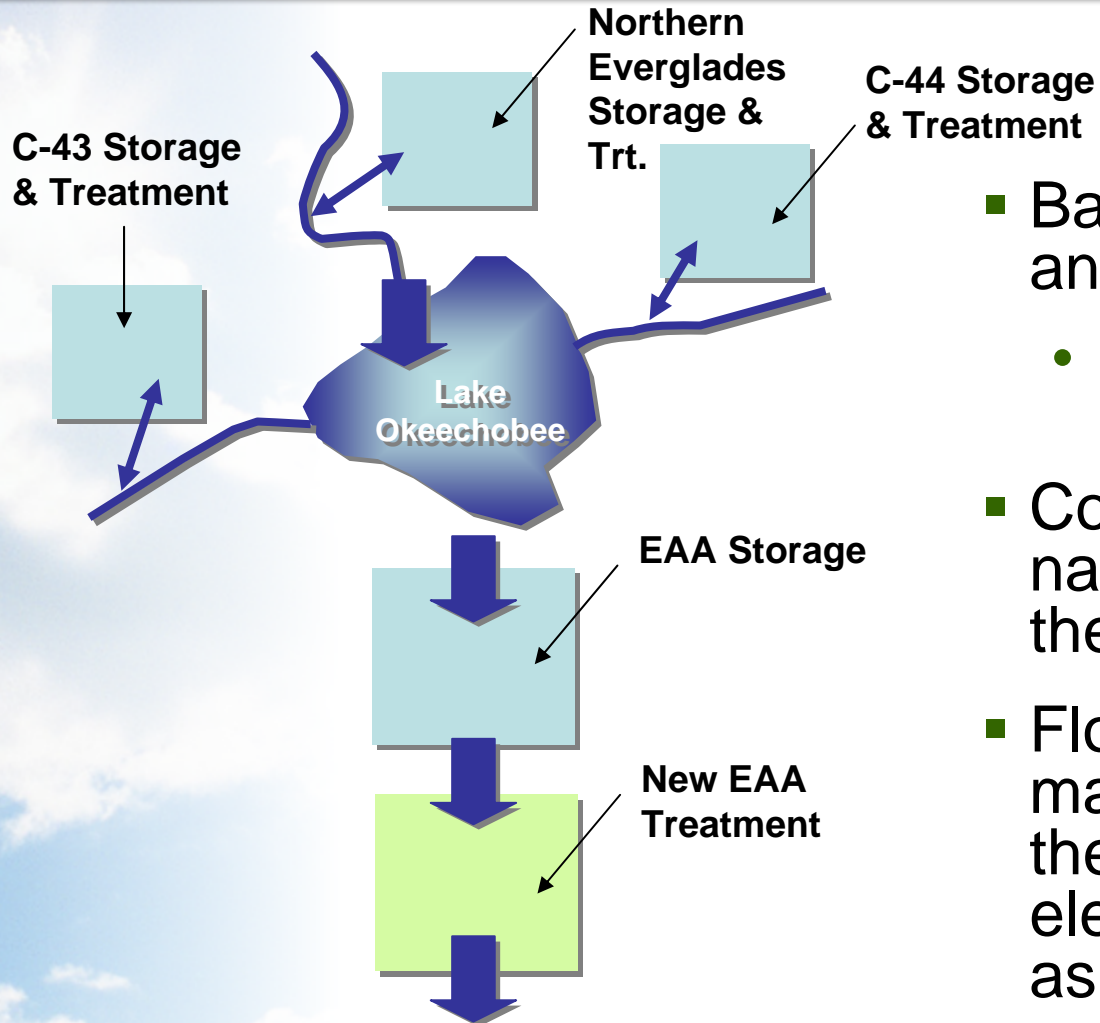 Northern
Everglades
Storage &
Trt.
C-44 Storage
& Treatment
C-43 Storage
& Treatment
Lake
Okeechobee
EAA Storage
New EAA
Treatment
▪ Ba
an
•
▪ Co
na
the
▪ Flo
ma
the
ele
as